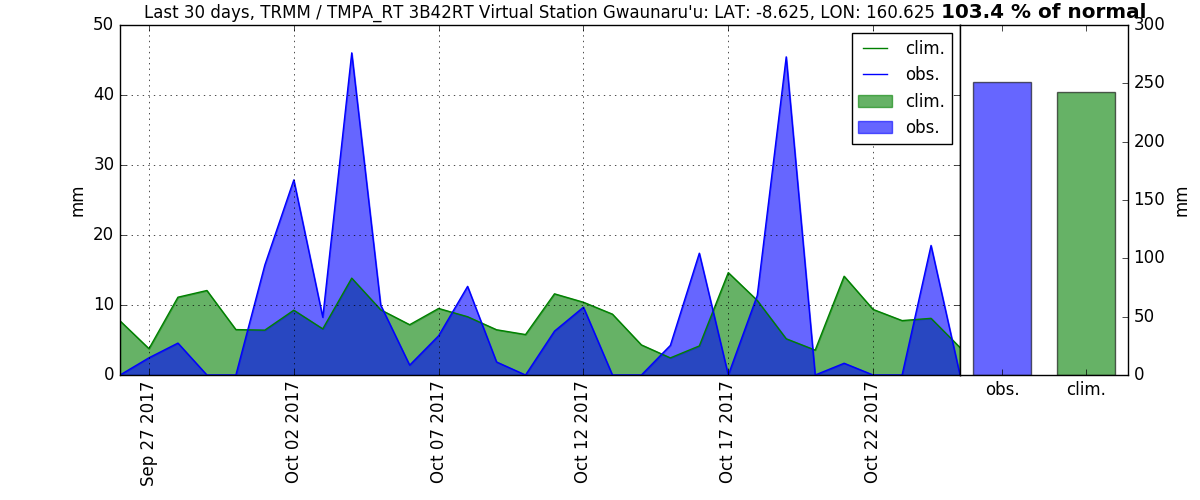 Last 30 days, TRMM / TMPA_RT 3B42RT Virtual Station Gwaunaru'u: LAT: -8.625, LON: 160.625 103.4 % of normal
50
40
30
20
10
0
mm
clim.
obs.
clim.
obs.
300
250
200
150
100
50
0
mm
Sep 27 2017
Oct 02 2017
Oct 07 2017
Oct 12 2017
Oct 17 2017
Oct 22 2017
obs.
clim.